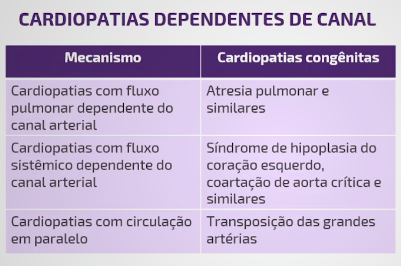 CARDIOPATIAS DEPENDENTES DE CANAL
Mecanismo
Cardiopatias congênitas
Cardiopatias com fluxo
pulmonar dependente do
canal arterial
Atresia pulmonar e
similares
Cardiopatias com fluxo
sistêmico dependente do
canal arterial
Síndrome de hipoplasia do
coração esquerdo,
coartação de aorta crítica e
similares
Cardiopatias com circulação
em paralelo
Transposição das grandes
artérias